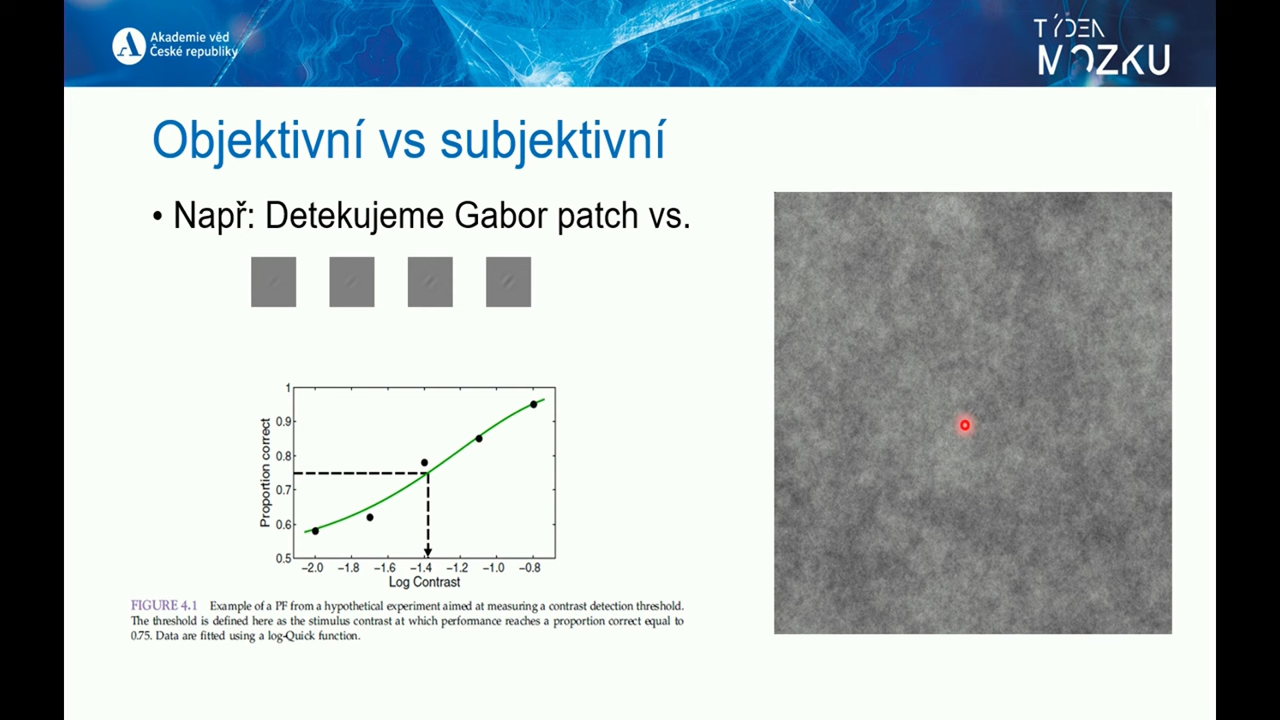 Akademie věd
České republiky
TÝDEN
MOZKU
Objektivní vs subjektivní
• Např: Detekujeme Gabor patch vs.
1
0.9
0.8
0.7
0.6
0.5
Proportion correct
−2.0 −1.8 −1.6 −1.4 −1.2 −1.0 −0.8
Log Contrast
FIGURE 4.1 Example of a PF from a hypothetical experiment aimed at measuring a contrast detection threshold.
The threshold is defined here as the stimulus contrast at which performance reaches a proportion correct equal to
0.75. Data are fitted using a log-Quick function.